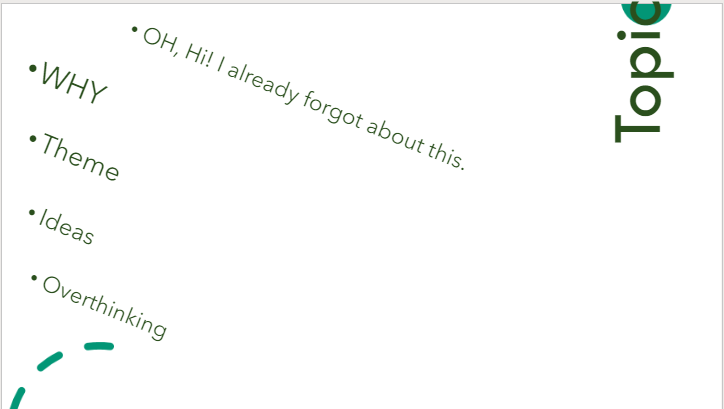 Topic
• OH, Hi! I already forgot about this.
• WHY
• Theme
• Ideas
• Overthinking